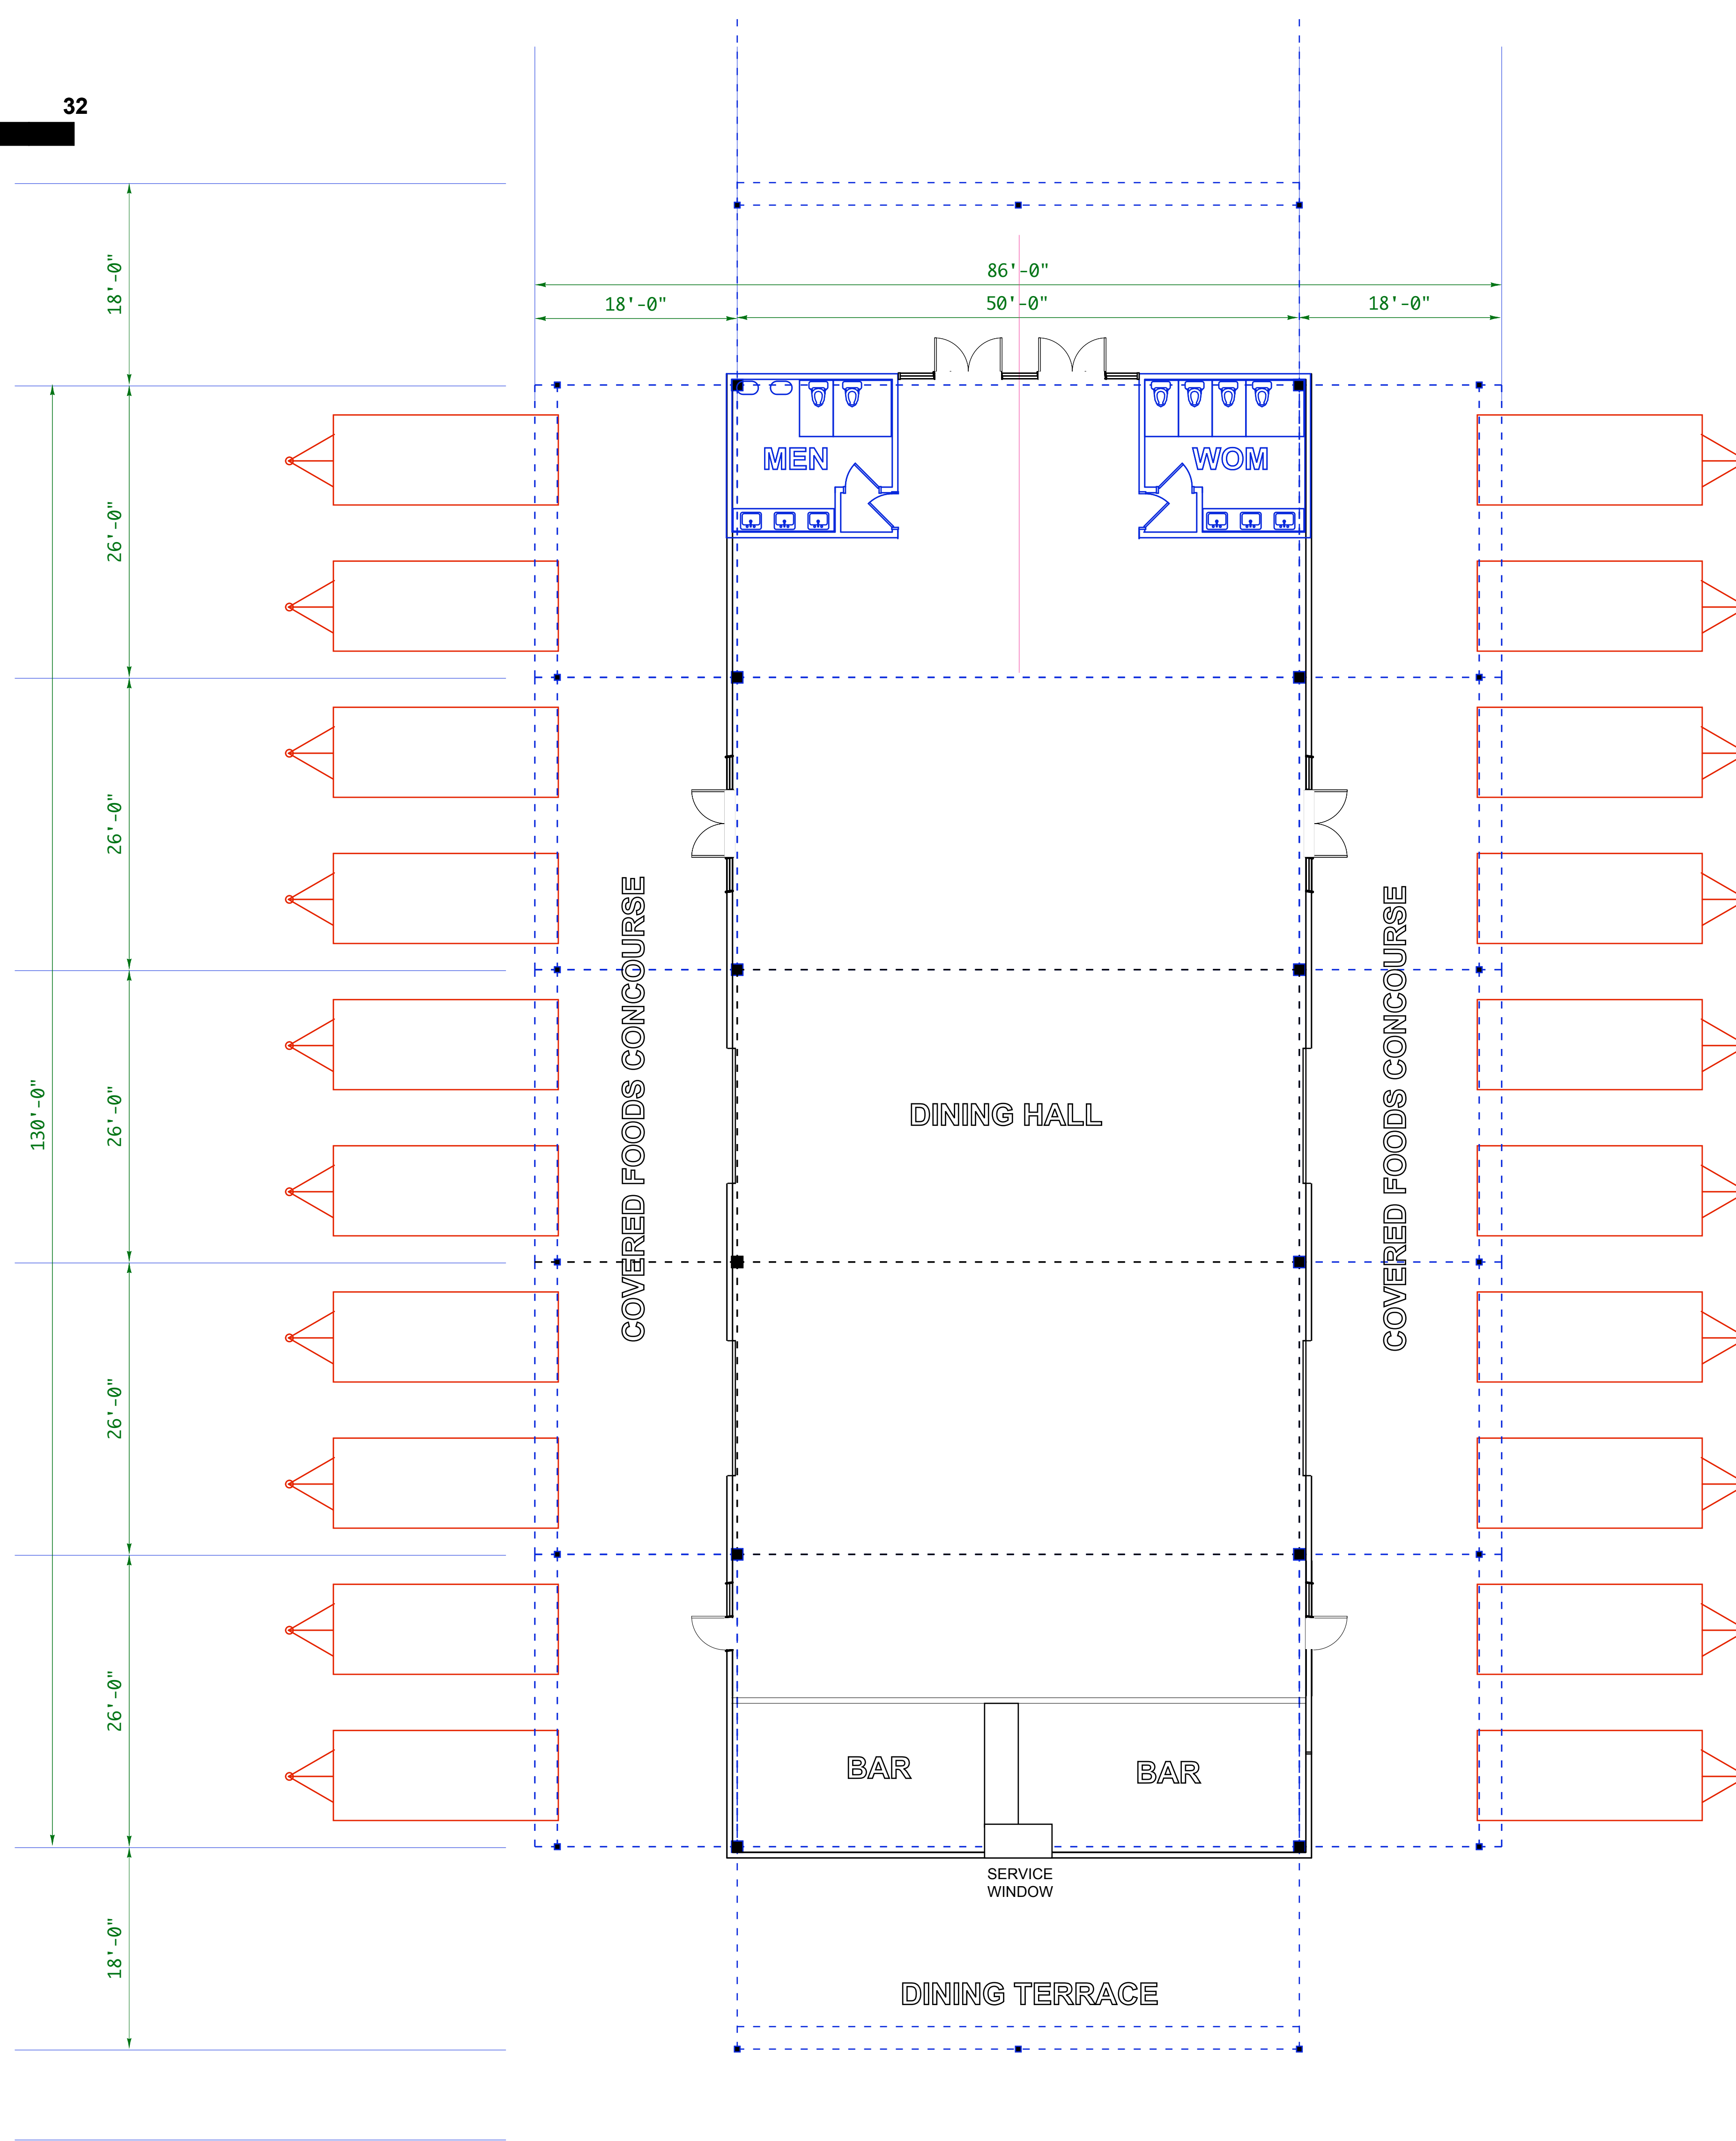 32
18'-0"
86'-0"
18'-0"
50'-0"
18'-0"
MEN
WOM
26'-0"
26'-0"
COVERED FOODS CONCOURSE
COVERED FOODS CONCOURSE
130'-0"
26'-0"
DINING HALL
26'-0"
26'-0"
BAR
BAR
SERVICE
WINDOW
18'-0"
DINING TERRACE